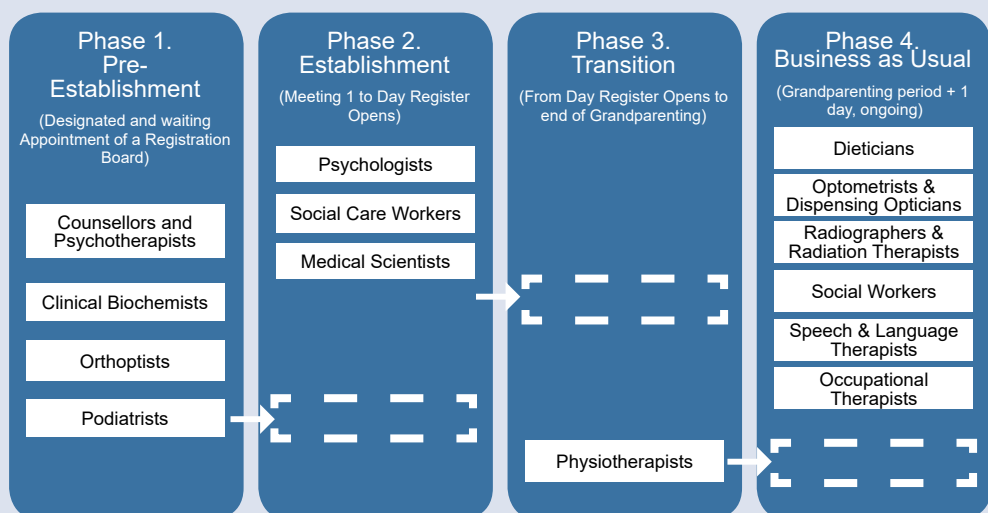 Phase 1.
Pre-
Establishment
(Designated and waiting
Appointment of a Registration
Board)
Counsellors and
Psychotherapists
Clinical Biochemists
Orthoptists
Podiatrists
Phase 2.
Establishment
(Meeting 1 to Day Register
Opens)
Psychologists
Social Care Workers
Medical Scientists
Phase 3.
Transition
(From Day Register Opens to
end of Grandparenting)
Physiotherapists
Phase 4.
Business as Usual
(Grandparenting period + 1
day, ongoing)
Dieticians
Optometrists &
Dispensing Opticians
Radiographers &
Radiation Therapists
Social Workers
Speech & Language
Therapists
Occupational
Therapists